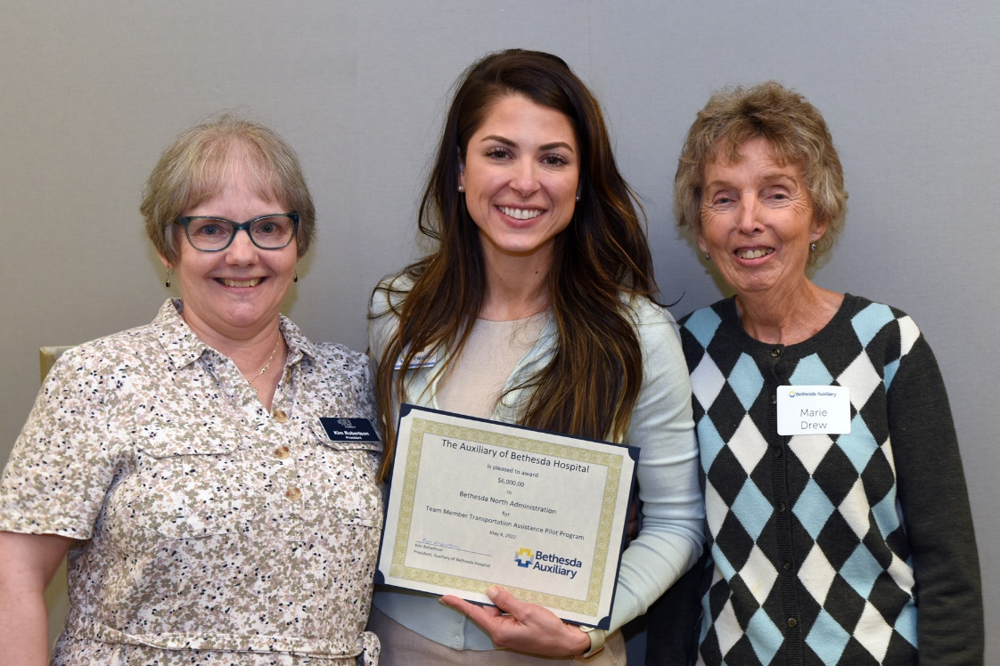 Kim Robertson
President
The Auxiliary of Bethesda Hospital
is pleased to award
$6,000.00
to
Bethesda North Administration
for
Team Member Transportation Assistance Pilot Program
May 4, 2022
Kim Robertson
President, Auxiliary of Bethesda Hospital
Bethesda
Auxiliary
Bethesda Auxiliary
Marie
Drew